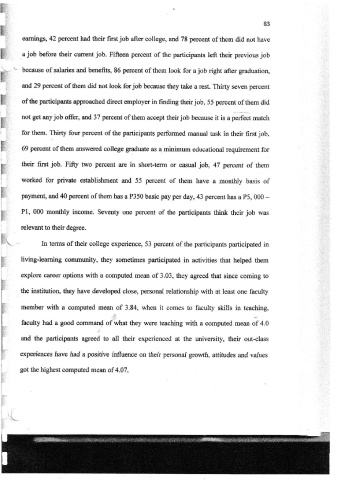 83
earnings, 42 percent had their first job after college, and 78 percent of them did not have
a job before their current job. Fifteen percent of the participants left their previous job
because of salaries and benefits, 86 percent of them look for a job right after graduation,
and 29 percent of them did not look for job because they take a rest. Thirty seven percent
of the participants approached direct employer in finding their job, 55 percent of them did
not get any job offer, and 37 percent of them accept their job because it is a perfect match
for them. Thirty four percent of the participants performed manual task in their first job,
69 percent of them answered college graduate as a minimum educational requirement for
their first job. Fifty two percent are in short-term or casual job, 47 percent of them
worked for private establishment and 55 percent of them have a monthly basis of
payment, and 40 percent of them has a P350 basic pay per day, 43 percent has a P5, 000 –
P1, 000 monthly income. Seventy one percent of the participants think their job was
relevant to their degree.
In terms of their college experience, 53 percent of the participants participated in
living-learning community, they sometimes participated in activities that helped them
explore career options with a computed mean of 3.03, they agreed that since coming to
the institution, they have developed close, personal relationship with at least one faculty
member with a computed mean of 3.84, when it comes to faculty skills in teaching,
faculty had a good command of what they were teaching with a computed mean of 4.0
and the participants agreed to all their experienced at the university, their out-class
experiences have had a positive influence on their personal growth, attitudes and values
got the highest computed mean of 4.07.